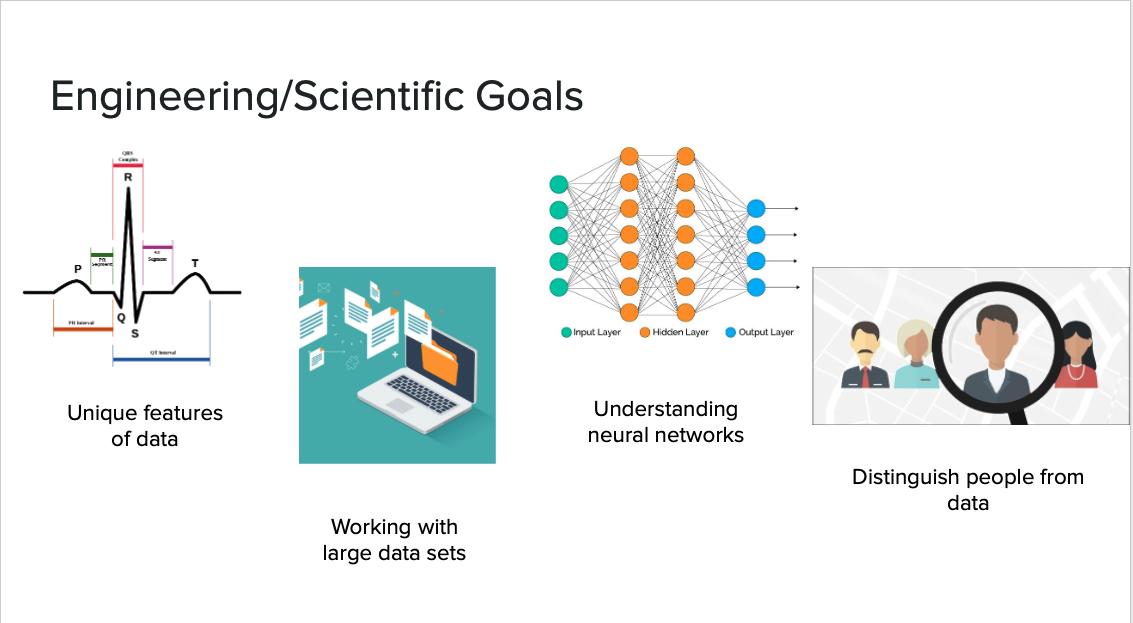 Engineering/Scientific Goals
QRS
Complex
R
PR
Segment
ST
Segment
P
T
Q
S
PR Interval
QT Interval
Input Layer
Hidden Layer
Output Layer
Unique features
of data
Working with
large data sets
Understanding
neural networks
Distinguish people from
data